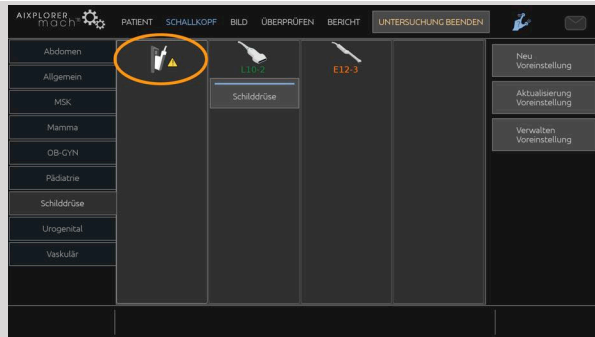 AIXPLORER
mach®
PATIENT SCHALLKOPF BILD ÜBERPRÜFEN BERICHT UNTERSUCHUNG BEENDEN
Abdomen
Allgemein
MSK
Mamma
OB-GYN
Pädiatrie
Schilddrüse
Urogenital
Vaskulär
L10-2
Schilddrüse
E12-3
Neu
Voreinstellung
Aktualisierung
Voreinstellung
Verwalten
Voreinstellung